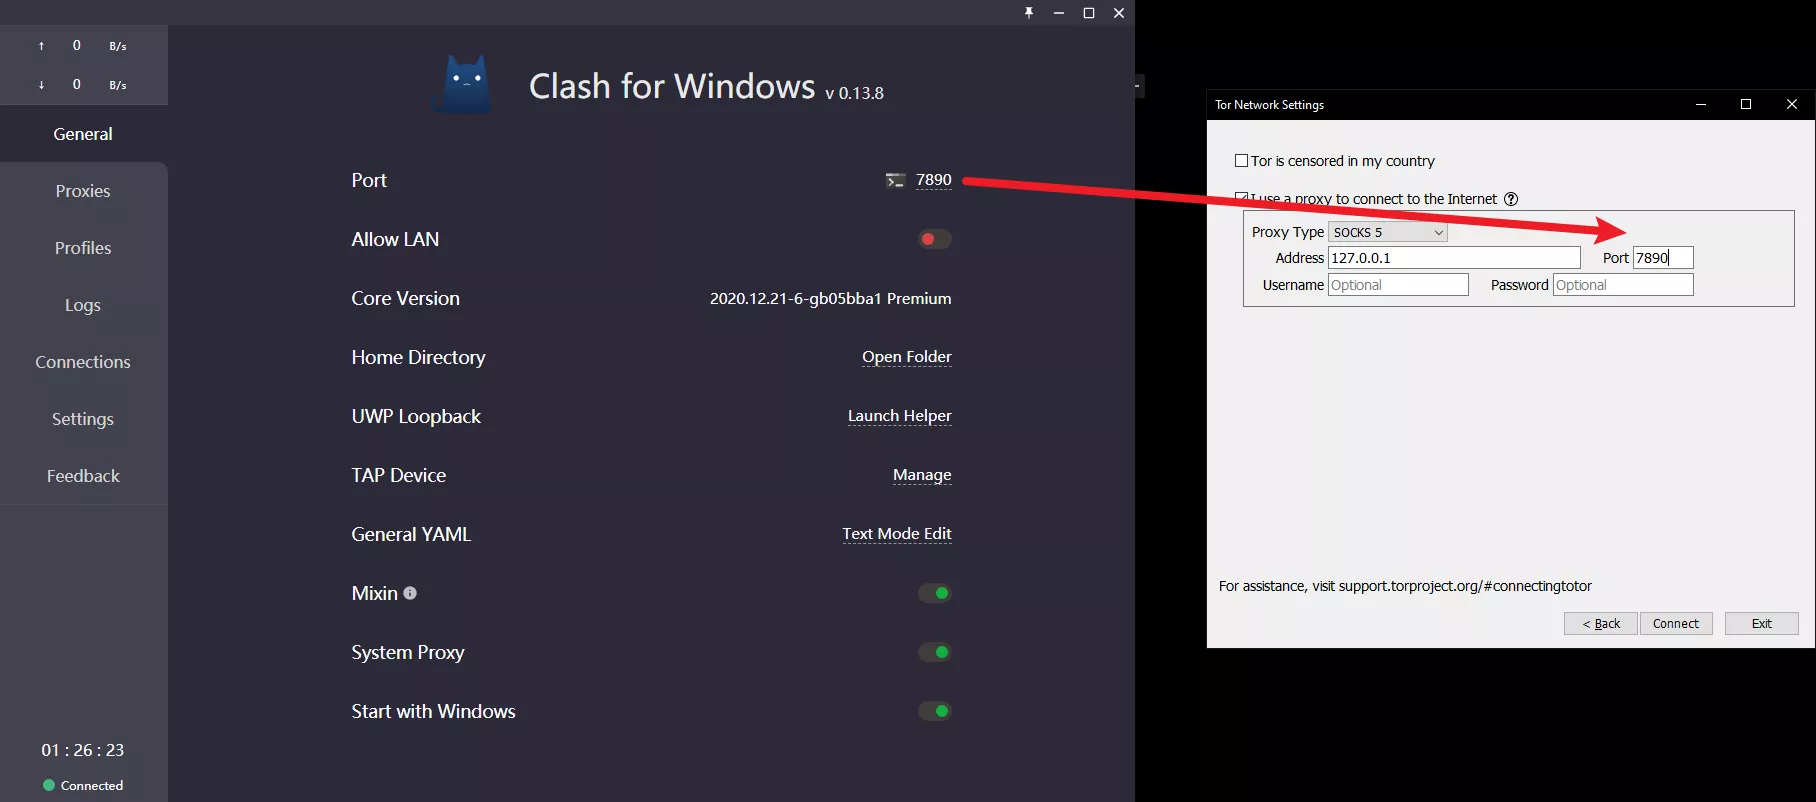 ↑ 0 B/s
↓ 0 B/s
General
Proxies
Profiles
Logs
Connections
Settings
Feedback
01 : 26 : 23
Connected
Clash for Windows v 0.13.8
Port 7890
Allow LAN
Core Version 2020.12.21-6-gb05bba1 Premium
Home Directory Open Folder
UWP Loopback Launch Helper
TAP Device Manage
General YAML Text Mode Edit
Mixin
System Proxy
Start with Windows
Tor Network Settings
Tor is censored in my country
I use a proxy to connect to the Internet
Proxy Type SOCKS 5
Address 127.0.0.1 Port 7890
Username Optional Password Optional
For assistance, visit support.torproject.org/#connectingtotor
< Back Connect Exit